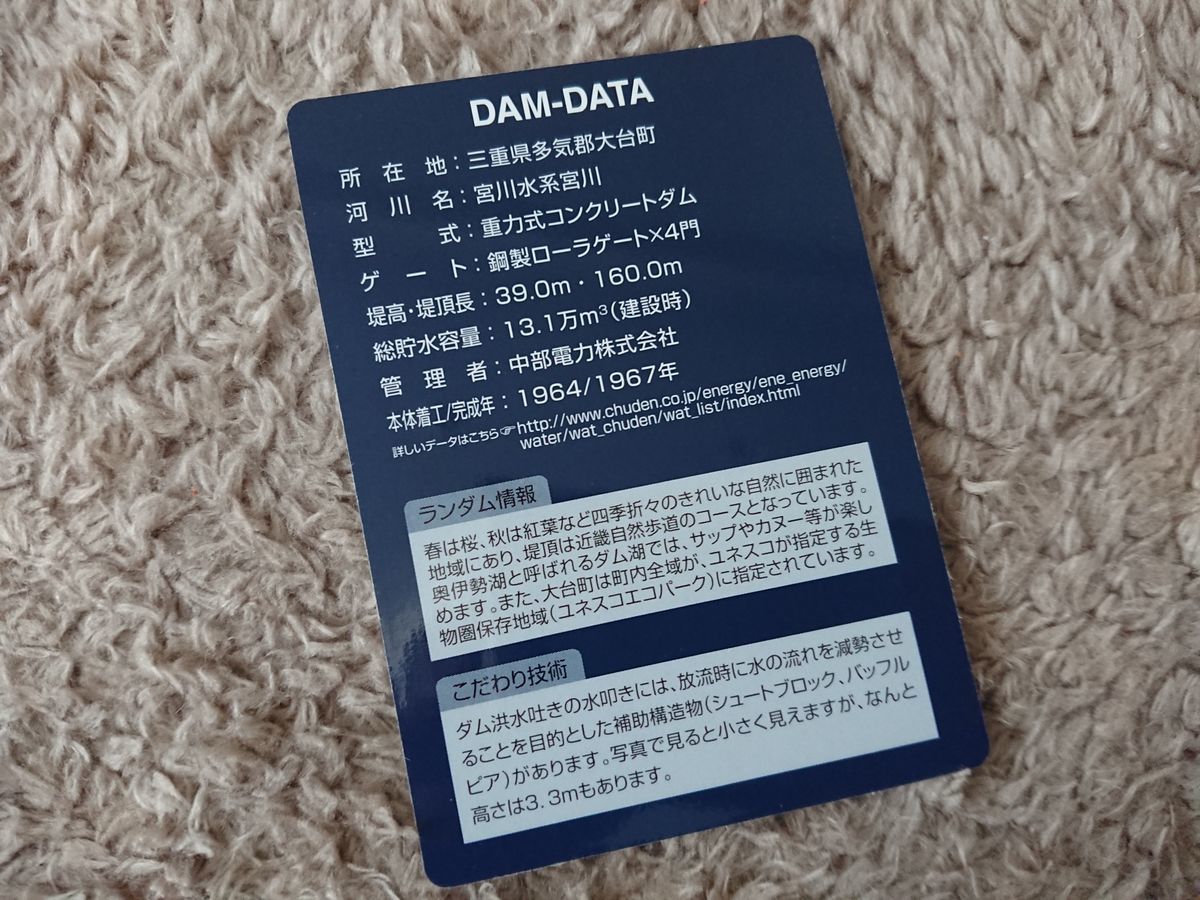 DAM-DATA
所在地：三重県多気郡大台町
河川名：宮川水系宮川
型式：重力式コンクリートダム
ゲート：鋼製ローラゲート×4門
堤高・堤頂長：39.0m・160.0m
総貯水容量：13.1万m³(建設時)
管理者：中部電力株式会社
本体着工/完成年：1964/1967年
詳しいデータはこちら☞http://www.chuden.co.jp/energy/ene_energy/
water/wat_chuden/wat_list/index.html
ランダム情報
春は桜、秋は紅葉など四季折々のきれいな自然に囲まれた
地域にあり、堤頂は近畿自然歩道のコースとなっています。
奥伊勢湖と呼ばれるダム湖では、サップやカヌー等が楽し
めます。また、大台町は町内全域が、ユネスコが指定する生
物圏保存地域(ユネスコエコパーク)に指定されています。
こだわり技術
ダム洪水吐きの水叩きには、放流時に水の流れを減勢させ
ることを目的とした補助構造物(シュートブロック、バッフル
ピア)があります。写真で見ると小さく見えますが、なんと
高さは3.3mもあります。